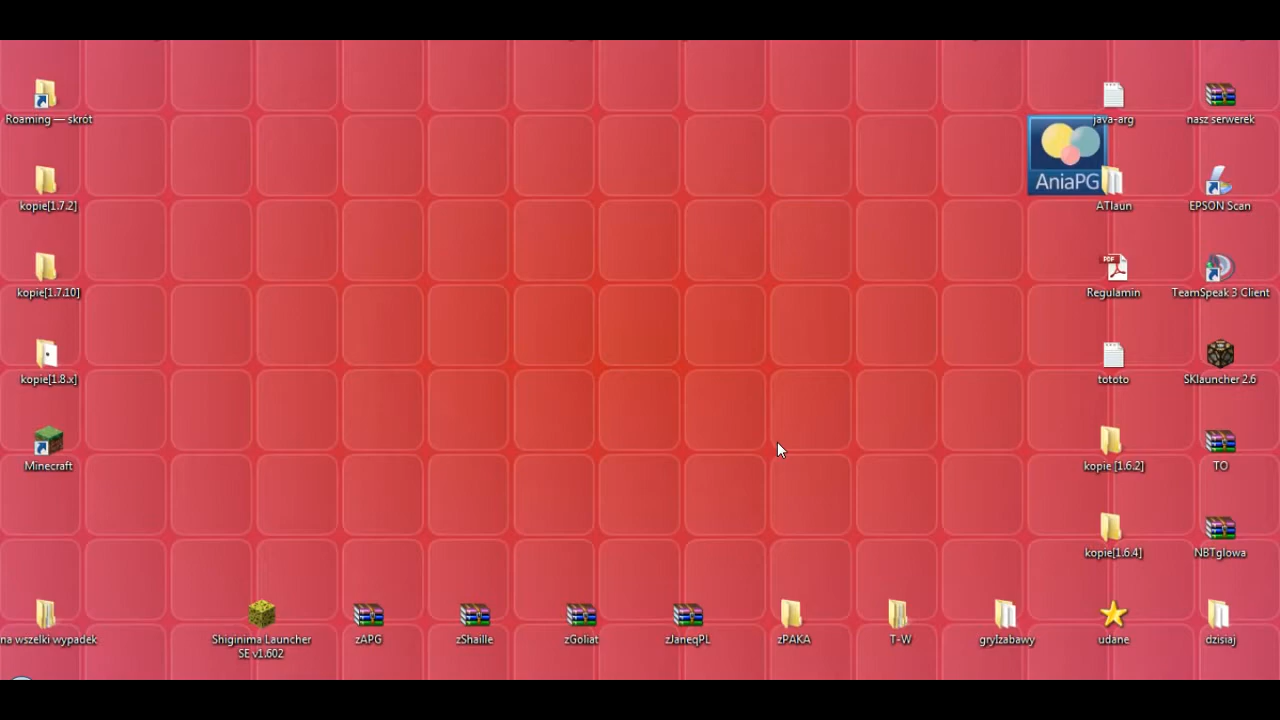 Roaming — skrót
java-arg
nasz serwerek
AniaPG
kopie[1.7.2]
ATlaun
EPSON Scan
kopie[1.7.10]
PDF
Regulamin
TeamSpeak 3 Client
kopie[1.8.x]
tototo
SKlauncher 2.6
Minecraft
kopie [1.6.2]
TO
kopie[1.6.4]
NBTglowa
na wszelki wypadek
Shiginima Launcher
SE v1.602
zAPG
zShaille
zGoliat
zJaneqPL
zPAKA
T-W
gryIzabawy
udane
dzisiaj